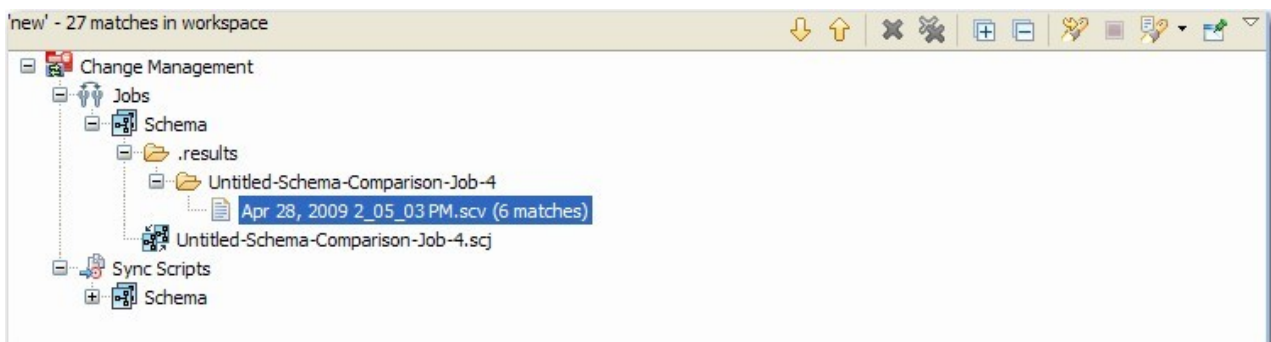 'new' - 27 matches in workspace
Change Management
Jobs
Schema
.results
Untitled-Schema-Comparison-Job-4
Apr 28, 2009 2_05_03 PM.scv (6 matches)
Untitled-Schema-Comparison-Job-4.scj
Sync Scripts
Schema